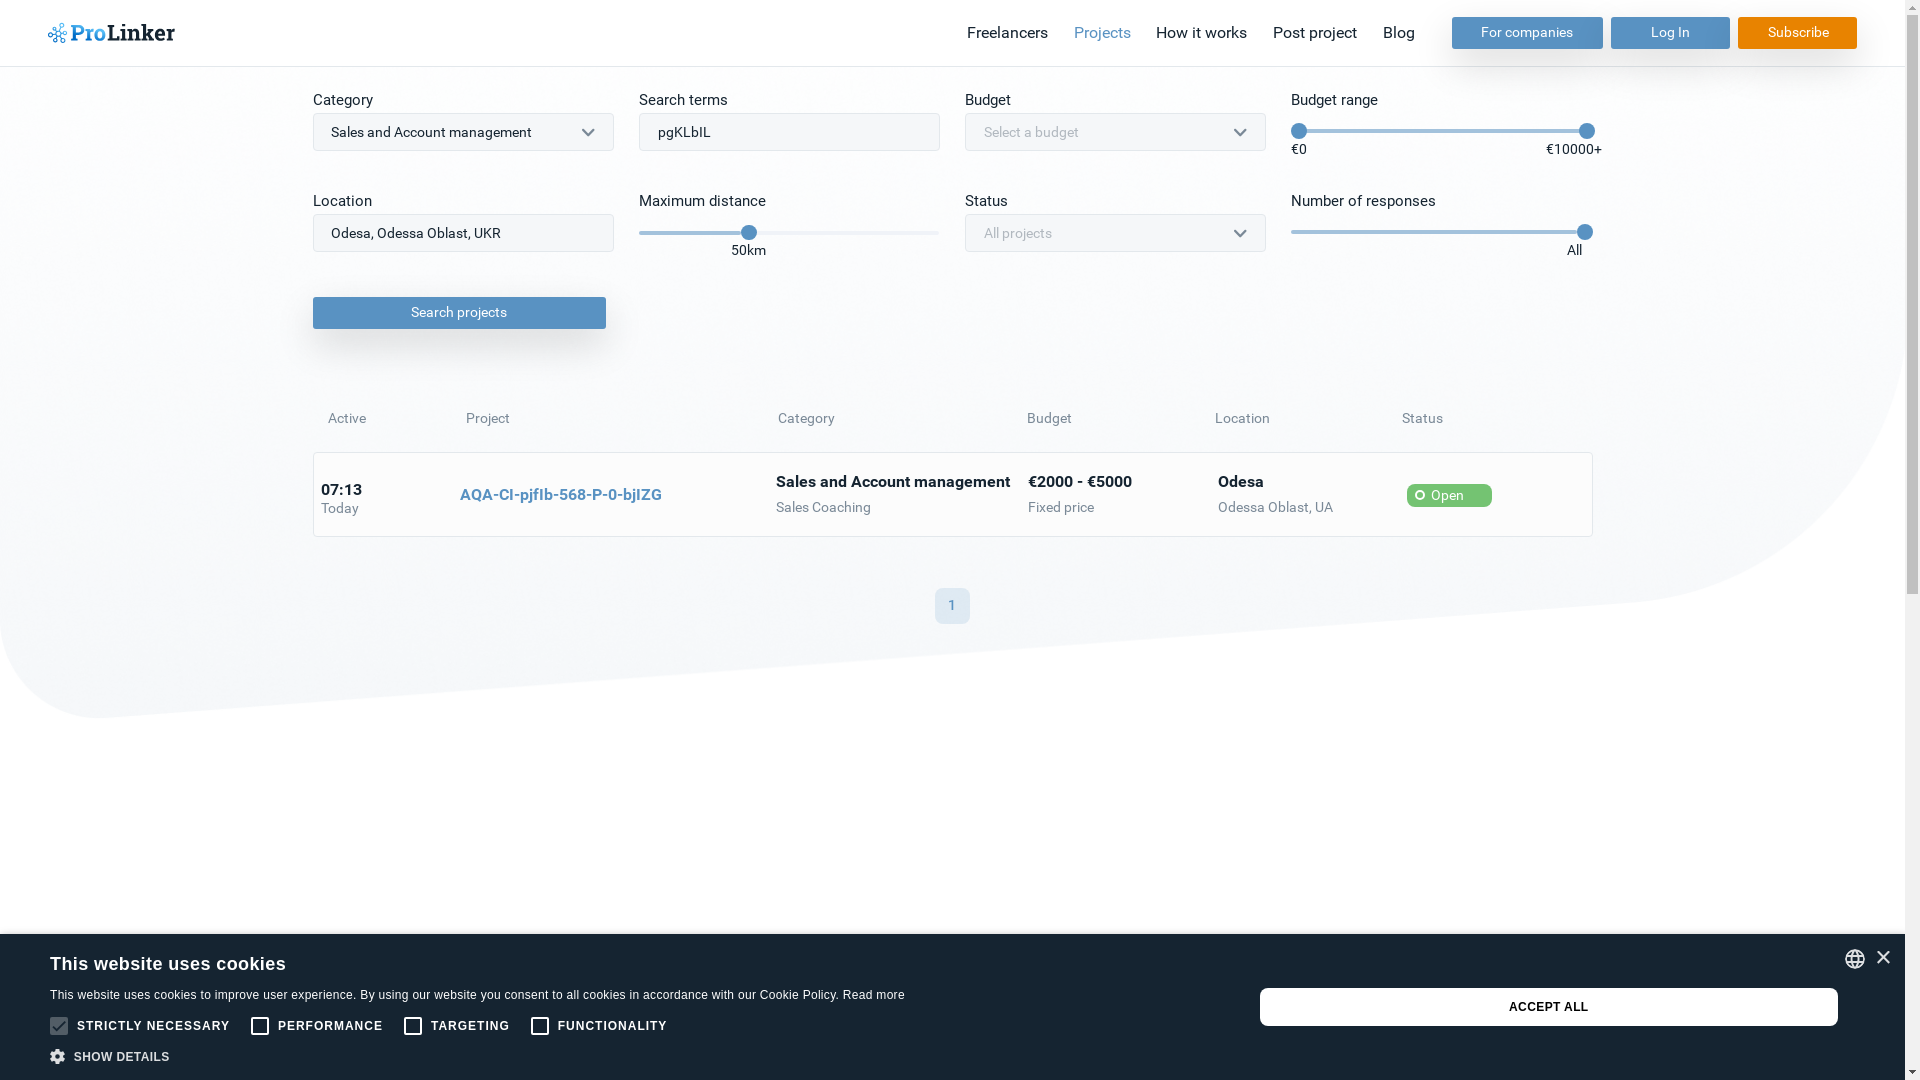 ProLinker
Freelancers Projects How it works Post project Blog For companies Log In Subscribe
Category Search terms Budget Budget range
Sales and Account management pgKLbIL Select a budget
€0 €10000+
Location Maximum distance Status Number of responses
Odesa, Odessa Oblast, UKR All projects
50km All
Search projects
Active Project Category Budget Location Status
07:13 AQA-CI-pjfIb-568-P-0-bjIZG Sales and Account management €2000 - €5000 Odesa Open
Today Sales Coaching Fixed price Odessa Oblast, UA
1
This website uses cookies
This website uses cookies to improve user experience. By using our website you consent to all cookies in accordance with our Cookie Policy. Read more
STRICTLY NECESSARY PERFORMANCE TARGETING FUNCTIONALITY
SHOW DETAILS
ACCEPT ALL